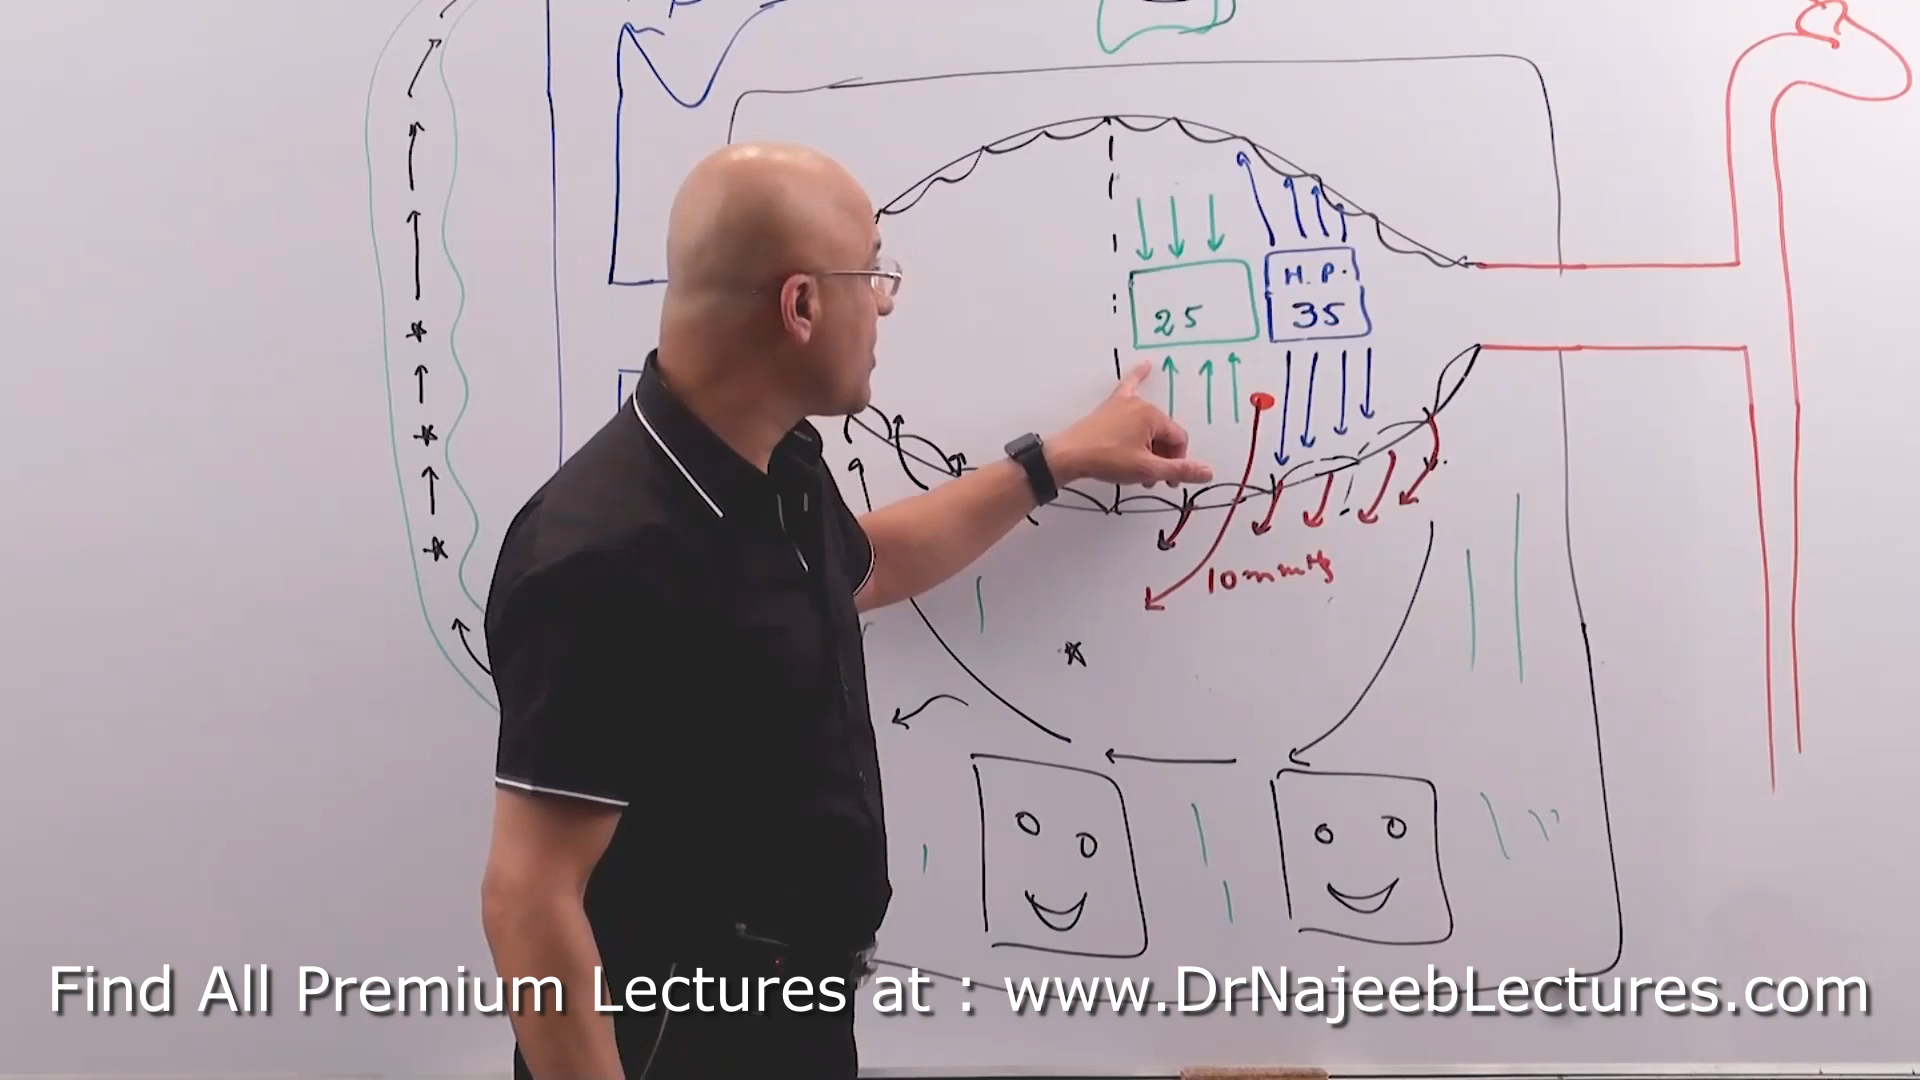 H.P.
25
35
10mmHg
Find All Premium Lectures at : www.DrNajeebLectures.com